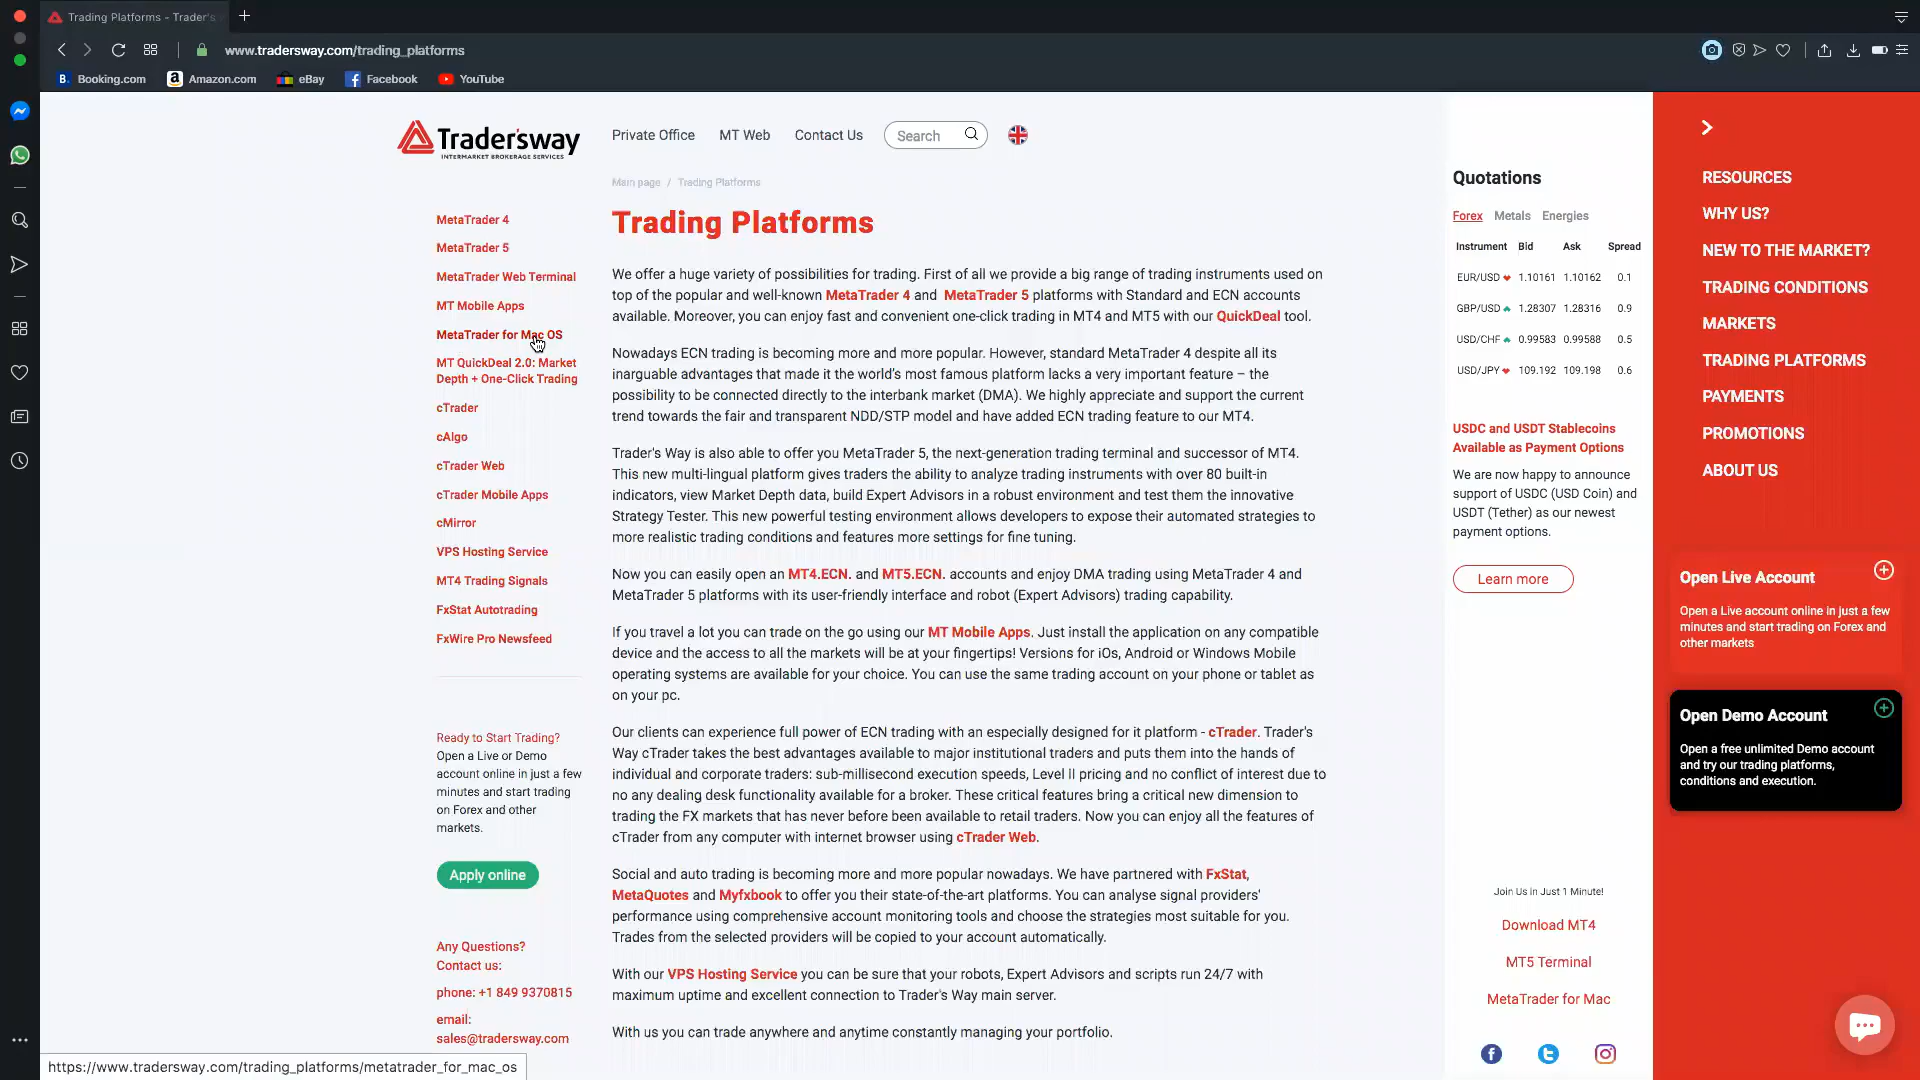 Trading Platforms - Trader's
www.tradersway.com/trading_platforms
Booking.com
Amazon.com
eBay
Facebook
YouTube
Trader'sway
INTERMARKET BROKERAGE SERVICES
Private Office
MT Web
Contact Us
Search
Main page / Trading Platforms
MetaTrader 4
MetaTrader 5
MetaTrader Web Terminal
MT Mobile Apps
MetaTrader for Mac OS
MT QuickDeal 2.0: Market
Depth + One-Click Trading
cTrader
cAlgo
cTrader Web
cTrader Mobile Apps
cMirror
VPS Hosting Service
MT4 Trading Signals
FxStat Autotrading
FxWire Pro Newsfeed
Ready to Start Trading?
Open a Live or Demo
account online in just a few
minutes and start trading
on Forex and other
markets.
Apply online
Any Questions?
Contact us:
phone: +1 849 9370815
email:
sales@tradersway.com
Trading Platforms
We offer a huge variety of possibilities for trading. First of all we provide a big range of trading instruments used on
top of the popular and well-known MetaTrader 4 and MetaTrader 5 platforms with Standard and ECN accounts
available. Moreover, you can enjoy fast and convenient one-click trading in MT4 and MT5 with our QuickDeal tool.
Nowadays ECN trading is becoming more and more popular. However, standard MetaTrader 4 despite all its
inarguable advantages that made it the world's most famous platform lacks a very important feature – the
possibility to be connected directly to the interbank market (DMA). We highly appreciate and support the current
trend towards the fair and transparent NDD/STP model and have added ECN trading feature to our MT4.
Trader's Way is also able to offer you MetaTrader 5, the next-generation trading terminal and successor of MT4.
This new multi-lingual platform gives traders the ability to analyze trading instruments with over 80 built-in
indicators, view Market Depth data, build Expert Advisors in a robust environment and test them the innovative
Strategy Tester. This new powerful testing environment allows developers to expose their automated strategies to
more realistic trading conditions and features more settings for fine tuning.
Now you can easily open an MT4.ECN. and MT5.ECN. accounts and enjoy DMA trading using MetaTrader 4 and
MetaTrader 5 platforms with its user-friendly interface and robot (Expert Advisors) trading capability.
If you travel a lot you can trade on the go using our MT Mobile Apps. Just install the application on any compatible
device and the access to all the markets will be at your fingertips! Versions for iOs, Android or Windows Mobile
operating systems are available for your choice. You can use the same trading account on your phone or tablet as
on your pc.
Our clients can experience full power of ECN trading with an especially designed for it platform - cTrader. Trader's
Way cTrader takes the best advantages available to major institutional traders and puts them into the hands of
individual and corporate traders: sub-millisecond execution speeds, Level II pricing and no conflict of interest due to
no any dealing desk functionality available for a broker. These critical features bring a critical new dimension to
trading the FX markets that has never before been available to retail traders. Now you can enjoy all the features of
cTrader from any computer with internet browser using cTrader Web.
Social and auto trading is becoming more and more popular nowadays. We have partnered with FxStat,
MetaQuotes and Myfxbook to offer you their state-of-the-art platforms. You can analyse signal providers'
performance using comprehensive account monitoring tools and choose the strategies most suitable for you.
Trades from the selected providers will be copied to your account automatically.
With our VPS Hosting Service you can be sure that your robots, Expert Advisors and scripts run 24/7 with
maximum uptime and excellent connection to Trader's Way main server.
With us you can trade anywhere and anytime constantly managing your portfolio.
Quotations
Forex Metals Energies
Instrument Bid Ask Spread
EUR/USD 1.10161 1.10162 0.1
GBP/USD 1.28307 1.28316 0.9
USD/CHF 0.99583 0.99588 0.5
USD/JPY 109.192 109.198 0.6
USDC and USDT Stablecoins
Available as Payment Options
We are now happy to announce
support of USDC (USD Coin) and
USDT (Tether) as our newest
payment options.
Learn more
Join Us in Just 1 Minute!
Download MT4
MT5 Terminal
MetaTrader for Mac
RESOURCES
WHY US?
NEW TO THE MARKET?
TRADING CONDITIONS
MARKETS
TRADING PLATFORMS
PAYMENTS
PROMOTIONS
ABOUT US
Open Live Account
Open a Live account online in just a few
minutes and start trading on Forex and
other markets
Open Demo Account
Open a free unlimited Demo account
and try our trading platforms,
conditions and execution.
https://www.tradersway.com/trading_platforms/metatrader_for_mac_os